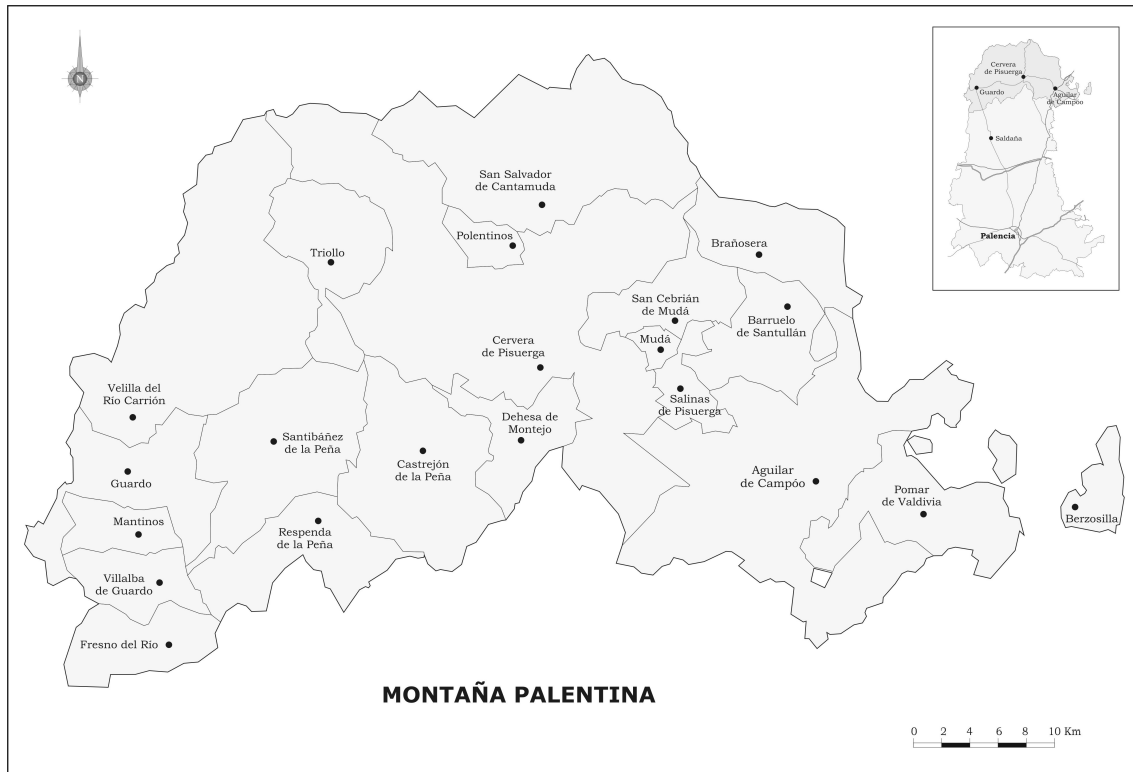 N
Cervera
de Pisuerga
Guardo
Aguilar
de Campóo
Saldaña
Palencia
San Salvador
de Cantamuda
Polentinos
Triollo
Brañosera
San Cebrián
de Mudá
Barruelo
de Santullán
Mudá
Cervera
de Pisuerga
Velilla del
Río Carrión
Salinas
de Pisuerga
Dehesa de
Montejo
Santibáñez
de la Peña
Castrejón
de la Peña
Guardo
Aguilar
de Campóo
Pomar
de Valdivia
Berzosilla
Mantinos
Respenda
de la Peña
Villalba
de Guardo
Fresno del Río
MONTAÑA PALENTINA
0 2 4 6 8 10 Km